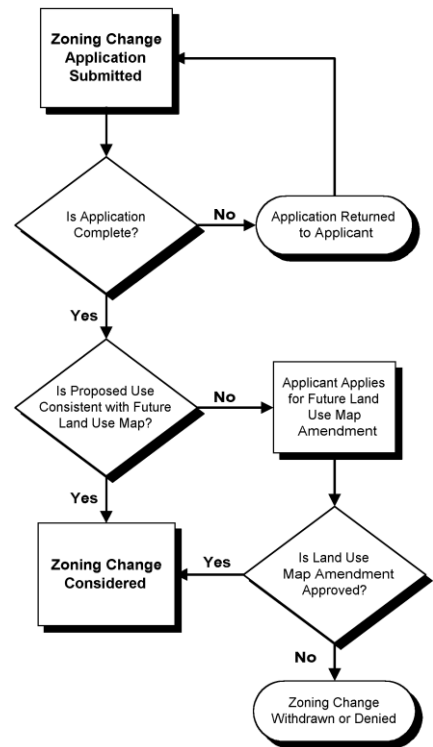 Zoning Change
Application
Submitted
Is Application
Complete?
No
Application Returned
to Applicant
Yes
Is Proposed Use
Consistent with Future
Land Use Map?
No
Applicant Applies
for Future Land
Use Map
Amendment
Yes
Zoning Change
Considered
Yes
Is Land Use
Map Amendment
Approved?
No
Zoning Change
Withdrawn or Denied